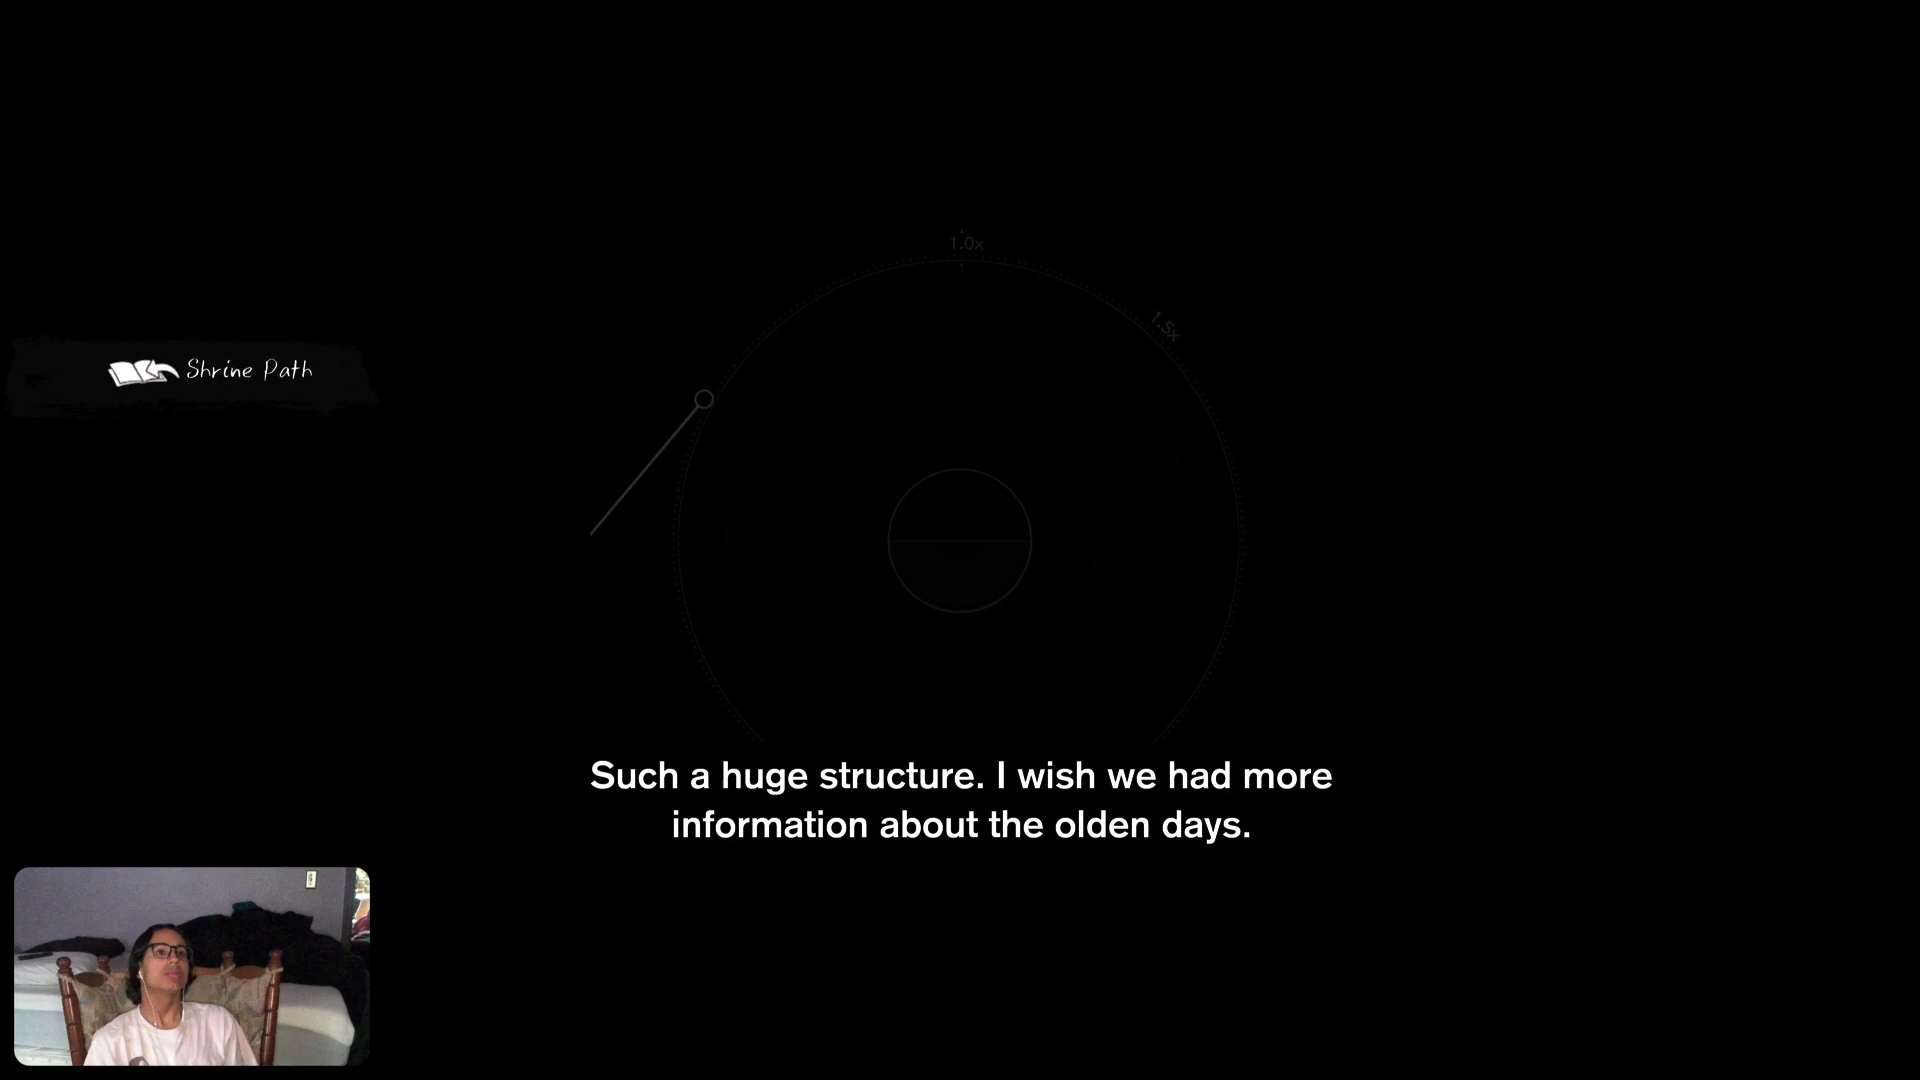 1.0x
1.5x
Shrine Path
Such a huge structure. I wish we had more
information about the olden days.